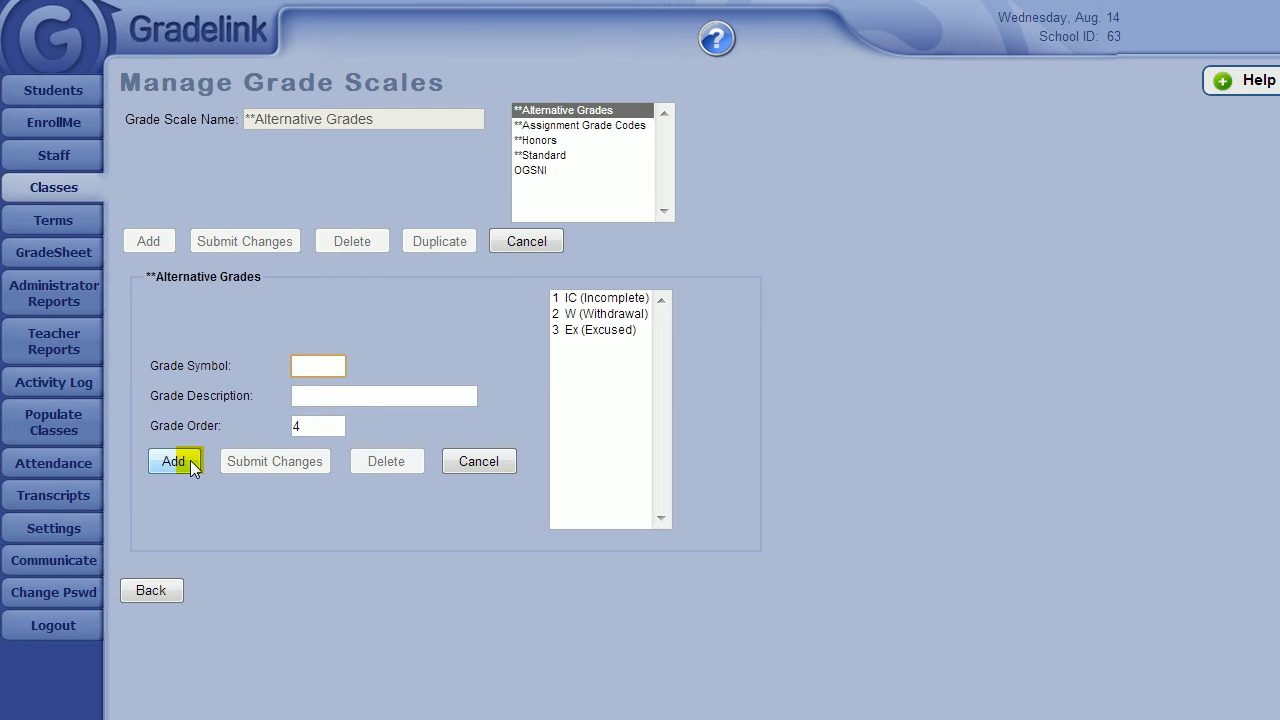 G Gradelink
?
Wednesday, Aug. 14
School ID: 63
Help
Students
EnrollMe
Staff
Classes
Terms
GradeSheet
Administrator
Reports
Teacher
Reports
Activity Log
Populate
Classes
Attendance
Transcripts
Settings
Communicate
Change Pswd
Logout
Manage Grade Scales
Grade Scale Name: **Alternative Grades
**Alternative Grades
**Assignment Grade Codes
**Honors
**Standard
OGSNI
Add Submit Changes Delete Duplicate Cancel
**Alternative Grades
1 IC (Incomplete)
2 W (Withdrawal)
3 Ex (Excused)
Grade Symbol:
Grade Description:
Grade Order: 4
Add Submit Changes Delete Cancel
Back